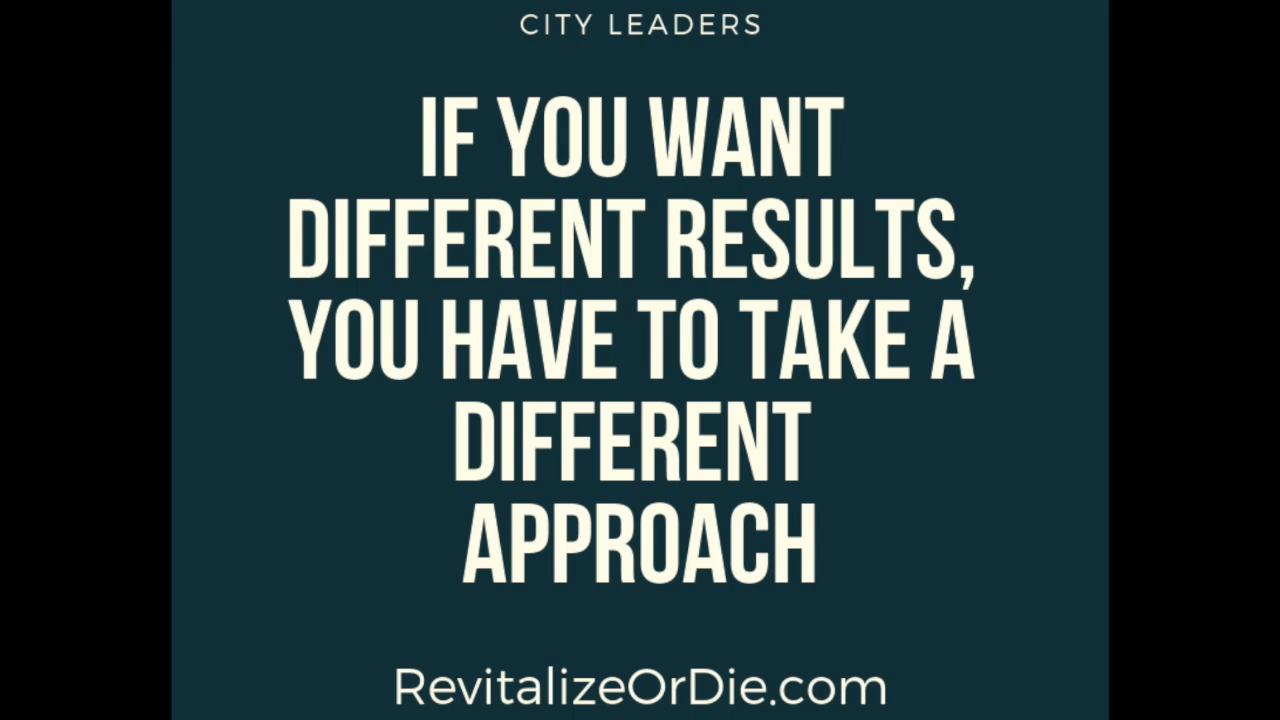 CITY LEADERS
IF YOU WANT
DIFFERENT RESULTS,
YOU HAVE TO TAKE A
DIFFERENT
APPROACH
RevitalizeOrDie.com